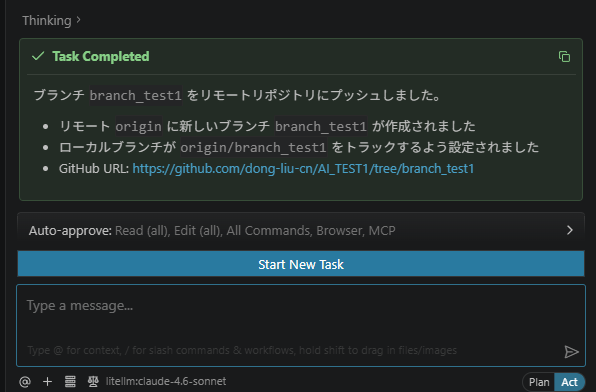 Thinking
Task Completed
ブランチ branch_test1 をリモートリポジトリにプッシュしました。
• リモート origin に新しいブランチ branch_test1 が作成されました
• ローカルブランチが origin/branch_test1 をトラックするよう設定されました
• GitHub URL: https://github.com/dong-liu-cn/AI_TEST1/tree/branch_test1
Auto-approve: Read (all), Edit (all), All Commands, Browser, MCP
Start New Task
Type a message...
Type @ for context, / for slash commands & workflows, hold shift to drag in files/images
@ + litellm:claude-4.6-sonnet Plan Act